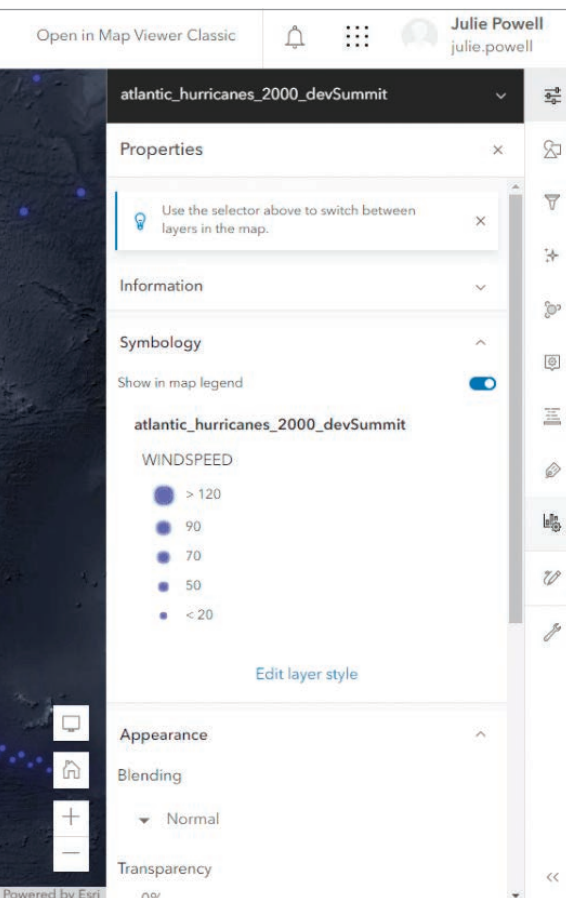 Open in Map Viewer Classic
Julie Powell
julie.powell
atlantic_hurricanes_2000_devSummit
Properties
Use the selector above to switch between
layers in the map.
Information
Symbology
Show in map legend
atlantic_hurricanes_2000_devSummit
WINDSPEED
> 120
90
70
50
< 20
Edit layer style
Appearance
Blending
Normal
Transparency
0%
Powered by Esri